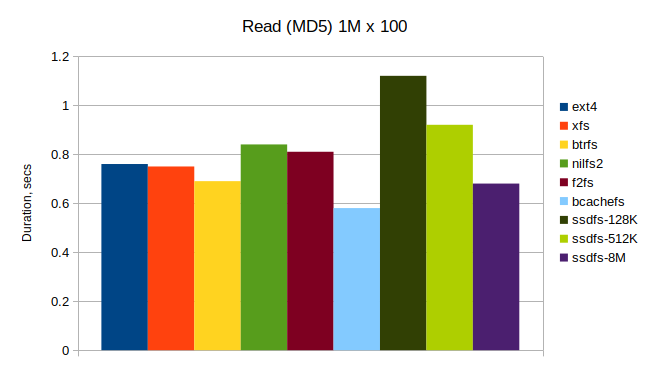 Read (MD5) 1M x 100
1.2
1
0.8
0.6
0.4
0.2
0
Duration, secs
ext4
xfs
btrfs
nilfs2
f2fs
bcachefs
ssdfs-128K
ssdfs-512K
ssdfs-8M